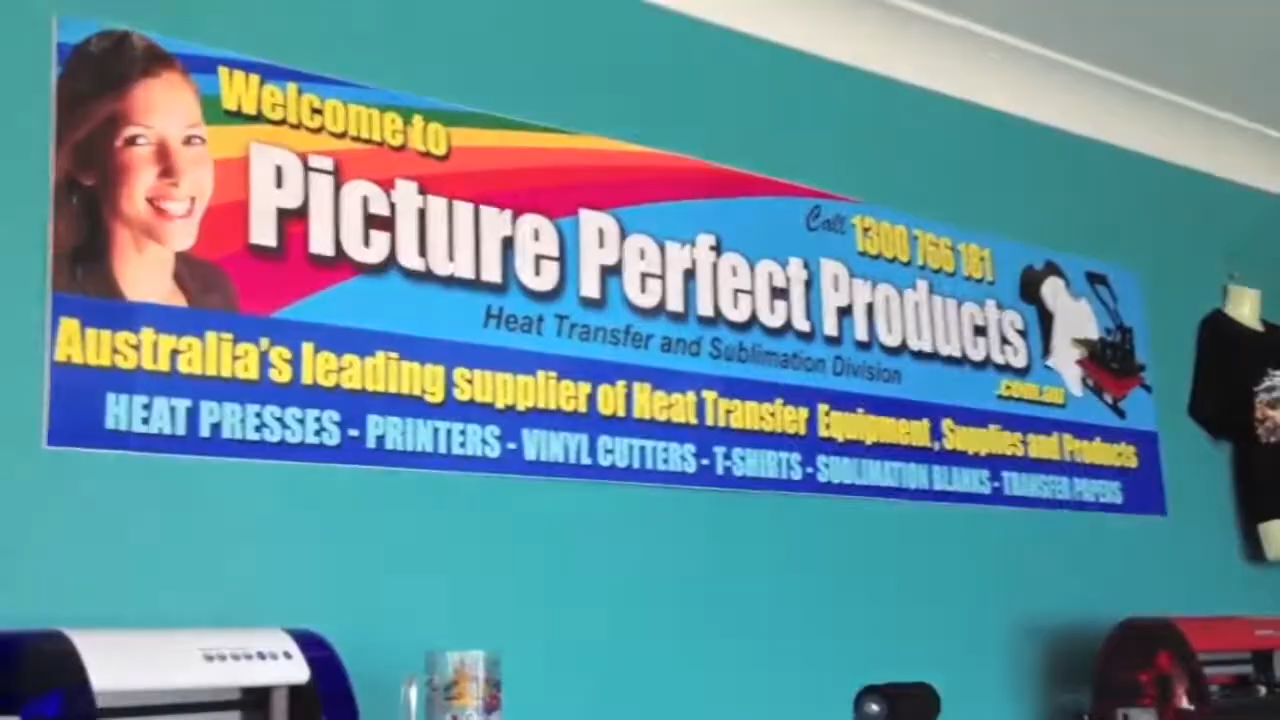 Welcome to
Picture Perfect Products
Call 1300 766 181
Heat Transfer and Sublimation Division
.com.au
Australia's leading supplier of Heat Transfer Equipment, Supplies and Products
HEAT PRESSES - PRINTERS - VINYL CUTTERS - T-SHIRTS - SUBLIMATION BLANKS - TRANSFER PAPERS